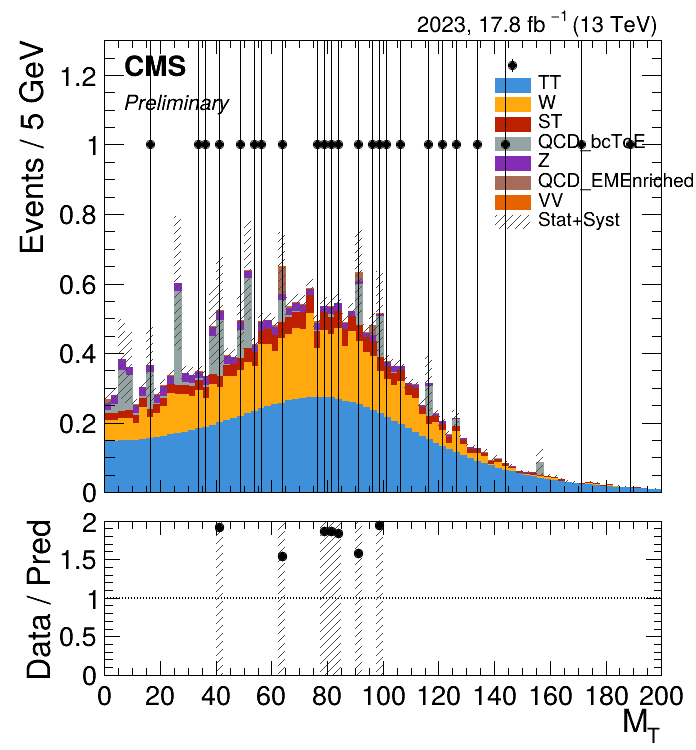 2023, 17.8 fb⁻¹ (13 TeV)
CMS
Preliminary
Events / 5 GeV
1.2
1
0.8
0.6
0.4
0.2
0
TT
W
ST
QCD_bcToE
Z
QCD_EMEnriched
VV
Stat+Syst
Data / Pred
2
1.5
1
0.5
0
0 20 40 60 80 100 120 140 160 180 200
M_T